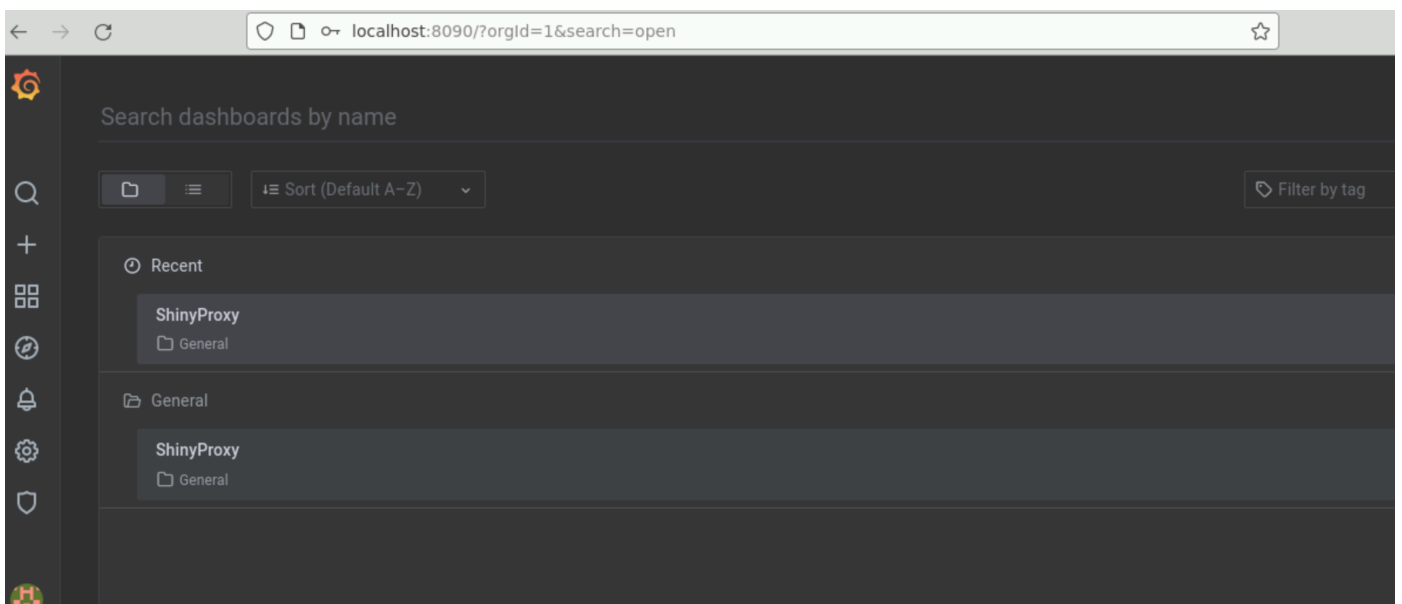 localhost:8090/?orgId=1&search=open
Search dashboards by name
Sort (Default A–Z)
Filter by tag
Recent
ShinyProxy
General
General
ShinyProxy
General